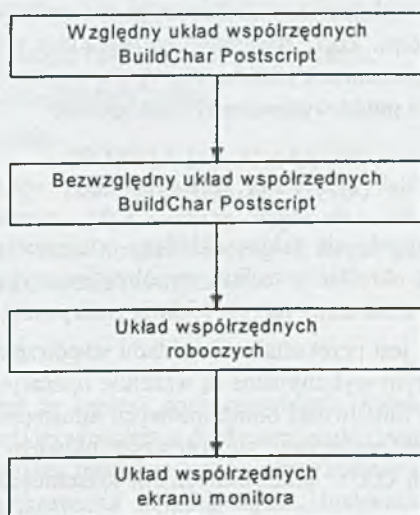 Względny układ współrzędnych
BuildChar Postscript
Bezwzględny układ współrzędnych
BuildChar Postscript
Układ współrzędnych
roboczych
Układ współrzędnych
ekranu monitora